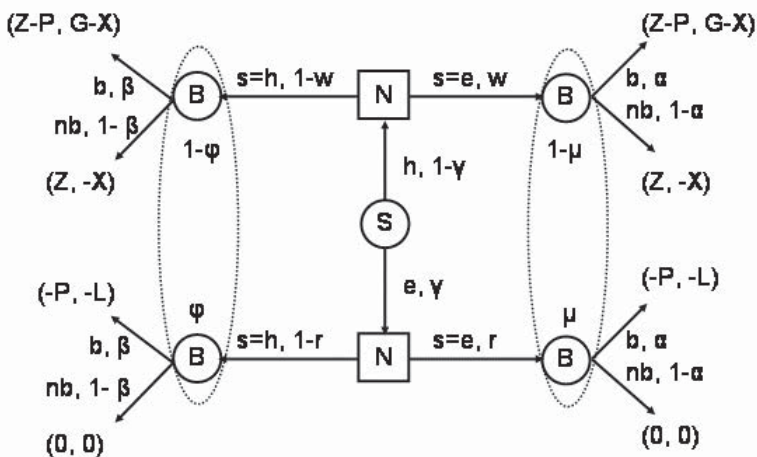 (Z-P, G-X)
(Z-P, G-X)
b, β
B
s=h, 1-w
N
s=e, w
B
b, α
nb, 1- β
nb, 1-α
1-φ
1-μ
(Z, -X)
h, 1-γ
(Z, -X)
S
e, γ
(-P, -L)
φ
μ
(-P, -L)
b, β
B
s=h, 1-r
N
s=e, r
B
b, α
nb, 1- β
nb, 1-α
(0, 0)
(0, 0)